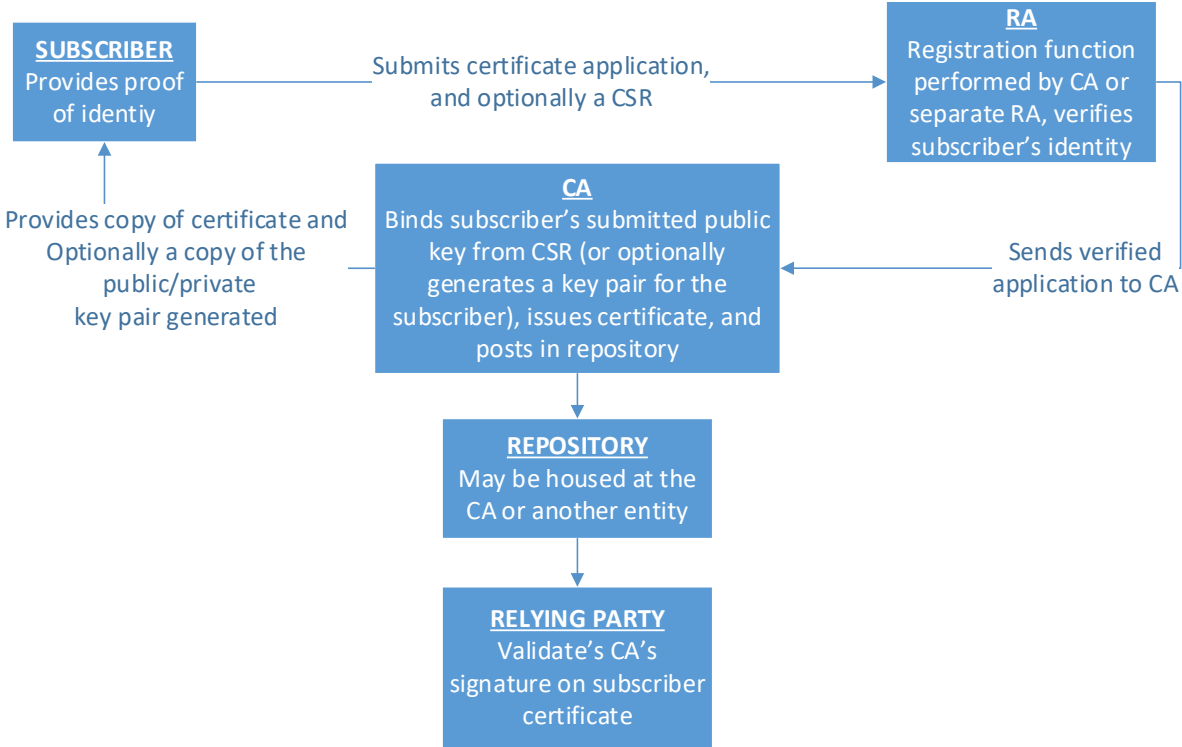 SUBSCRIBER
Provides proof
of identiy
Submits certificate application,
and optionally a CSR
RA
Registration function
performed by CA or
separate RA, verifies
subscriber’s identity
Sends verified
application to CA
CA
Binds subscriber’s submitted public
key from CSR (or optionally
generates a key pair for the
subscriber), issues certificate, and
posts in repository
Provides copy of certificate and
Optionally a copy of the
public/private
key pair generated
REPOSITORY
May be housed at the
CA or another entity
RELYING PARTY
Validate’s CA’s
signature on subscriber
certificate